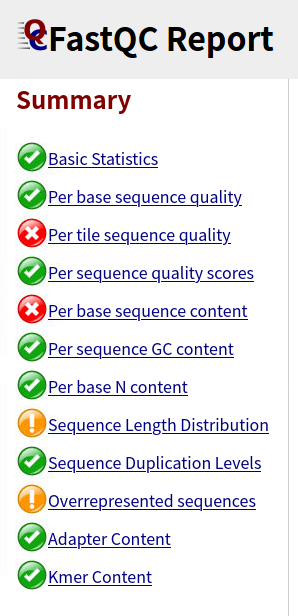 FastQC Report
Summary
Basic Statistics
Per base sequence quality
Per tile sequence quality
Per sequence quality scores
Per base sequence content
Per sequence GC content
Per base N content
Sequence Length Distribution
Sequence Duplication Levels
Overrepresented sequences
Adapter Content
Kmer Content